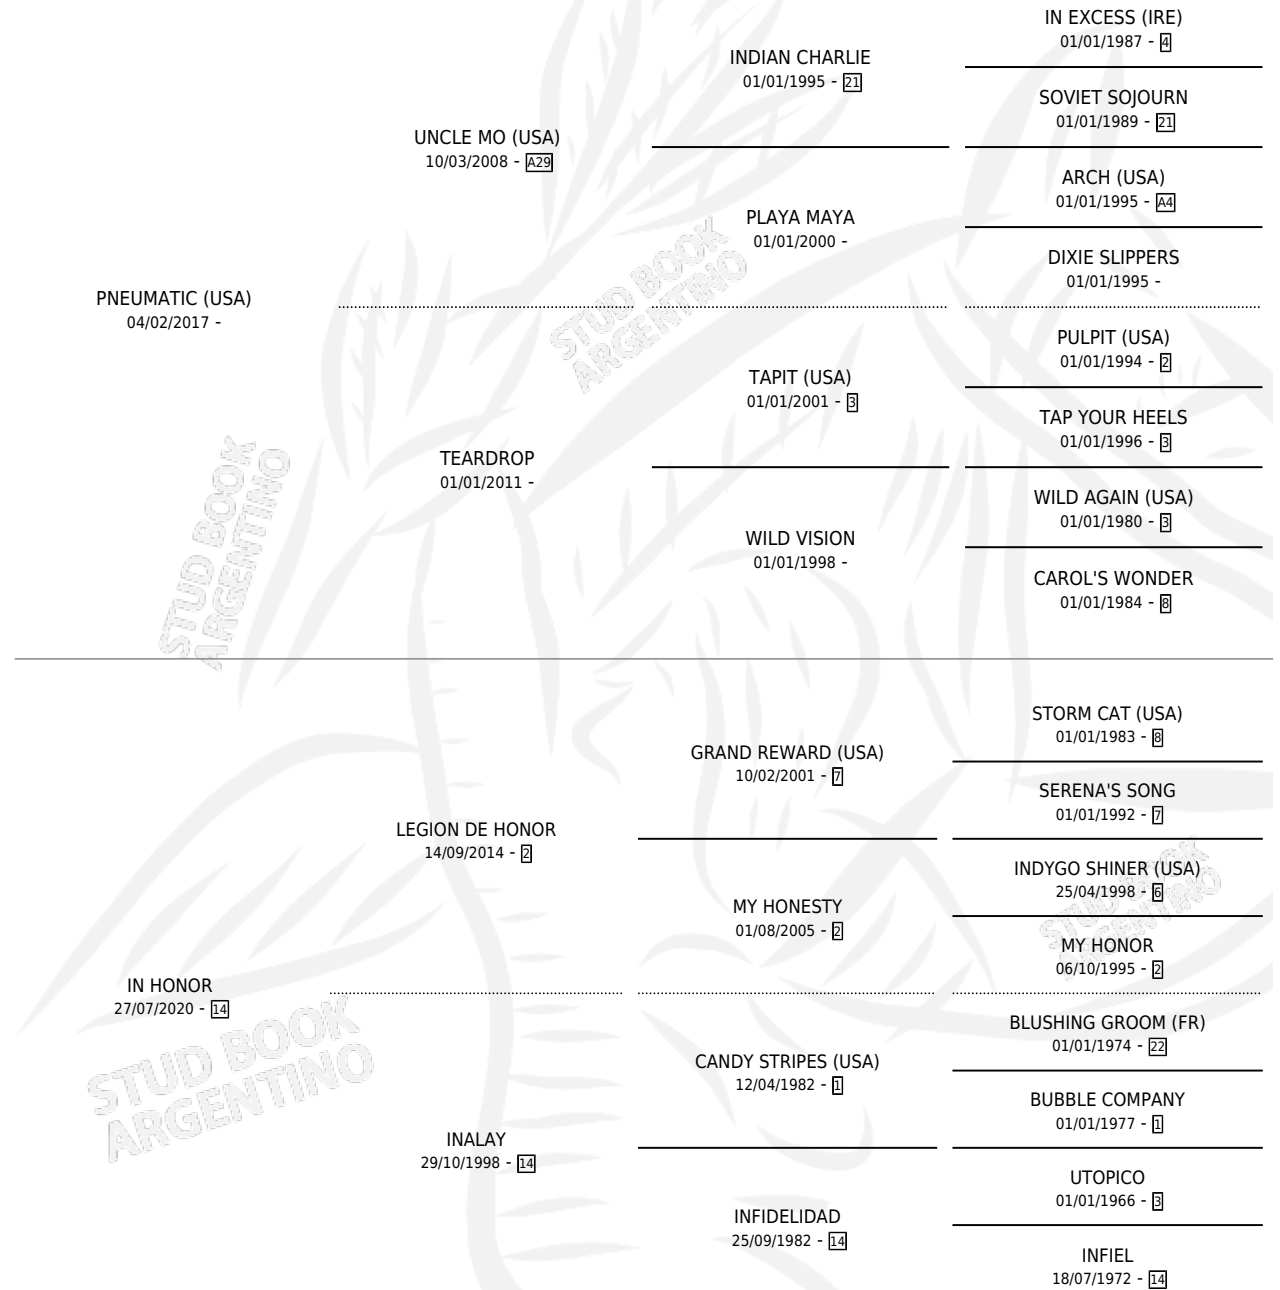 IN EXCESS (IRE)
01/01/1987 - 4
INDIAN CHARLIE
01/01/1995 - 21
SOVIET SOJOURN
01/01/1989 - 21
UNCLE MO (USA)
10/03/2008 - A29
ARCH (USA)
01/01/1995 - A4
PLAYA MAYA
01/01/2000 -
DIXIE SLIPPERS
01/01/1995 -
PNEUMATIC (USA)
04/02/2017 -
STUD BOOK
ARGENTINO
PULPIT (USA)
01/01/1994 - 2
TAPIT (USA)
01/01/2001 - 3
TAP YOUR HEELS
01/01/1996 - 3
TEARDROP
01/01/2011 -
WILD AGAIN (USA)
01/01/1980 - 3
WILD VISION
01/01/1998 -
CAROL'S WONDER
01/01/1984 - 8
STUD BOOK
ARGENTINO
STORM CAT (USA)
01/01/1983 - 8
GRAND REWARD (USA)
10/02/2001 - 7
SERENA'S SONG
01/01/1992 - 7
LEGION DE HONOR
14/09/2014 - 2
INDYGO SHINER (USA)
25/04/1998 - 6
MY HONESTY
01/08/2005 - 2
MY HONOR
06/10/1995 - 2
STUD BOOK
ARGENTINO
IN HONOR
27/07/2020 - 14
BLUSHING GROOM (FR)
01/01/1974 - 22
CANDY STRIPES (USA)
12/04/1982 - 1
BUBBLE COMPANY
01/01/1977 - 1
STUD BOOK
ARGENTINO
INALAY
29/10/1998 - 14
UTOPICO
01/01/1966 - 3
INFIDELIDAD
25/09/1982 - 14
INFIEL
18/07/1972 - 14